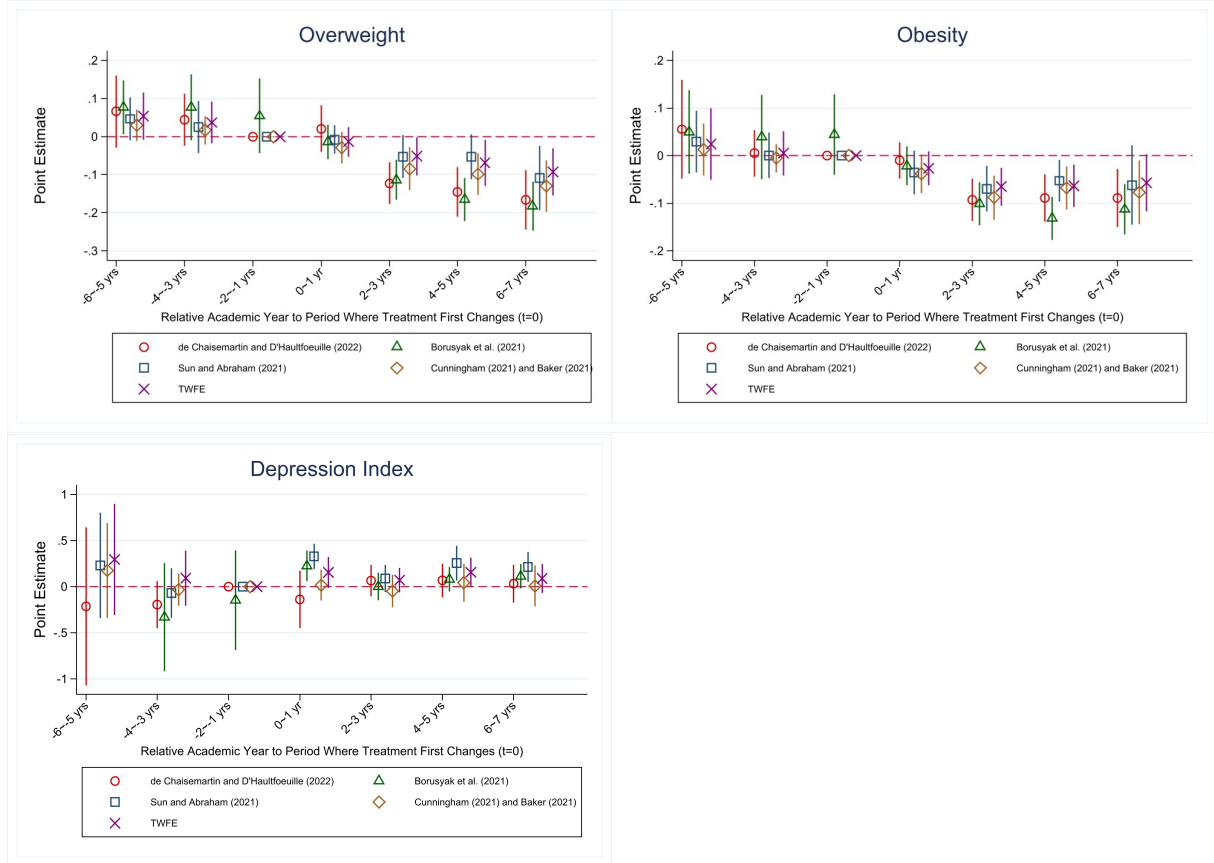 Overweight
.2
.1
0
-.1
-.2
-.3
Point Estimate
-6~-5 yrs
-4~-3 yrs
-2~-1 yrs
0~1 yr
2~3 yrs
4~5 yrs
6~7 yrs
Relative Academic Year to Period Where Treatment First Changes (t=0)
de Chaisemartin and D'Haultfoeuille (2022)
Borusyak et al. (2021)
Sun and Abraham (2021)
Cunningham (2021) and Baker (2021)
TWFE
Obesity
.2
.1
0
-.1
-.2
Point Estimate
-6~-5 yrs
-4~-3 yrs
-2~-1 yrs
0~1 yr
2~3 yrs
4~5 yrs
6~7 yrs
Relative Academic Year to Period Where Treatment First Changes (t=0)
de Chaisemartin and D'Haultfoeuille (2022)
Borusyak et al. (2021)
Sun and Abraham (2021)
Cunningham (2021) and Baker (2021)
TWFE
Depression Index
1
.5
0
-.5
-1
Point Estimate
-6~-5 yrs
-4~-3 yrs
-2~-1 yrs
0~1 yr
2~3 yrs
4~5 yrs
6~7 yrs
Relative Academic Year to Period Where Treatment First Changes (t=0)
de Chaisemartin and D'Haultfoeuille (2022)
Borusyak et al. (2021)
Sun and Abraham (2021)
Cunningham (2021) and Baker (2021)
TWFE